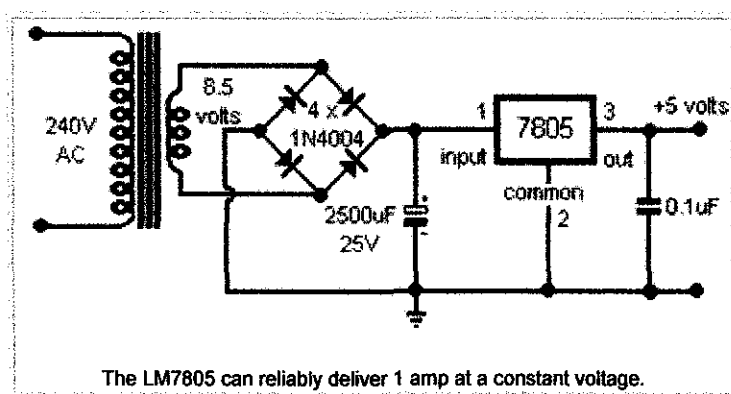 240V
AC
8.5
volts
4 x
1N4004
2500uF
25V
+
-
1
input
7805
3
out
common
2
+5 volts
0.1uF
The LM7805 can reliably deliver 1 amp at a constant voltage.